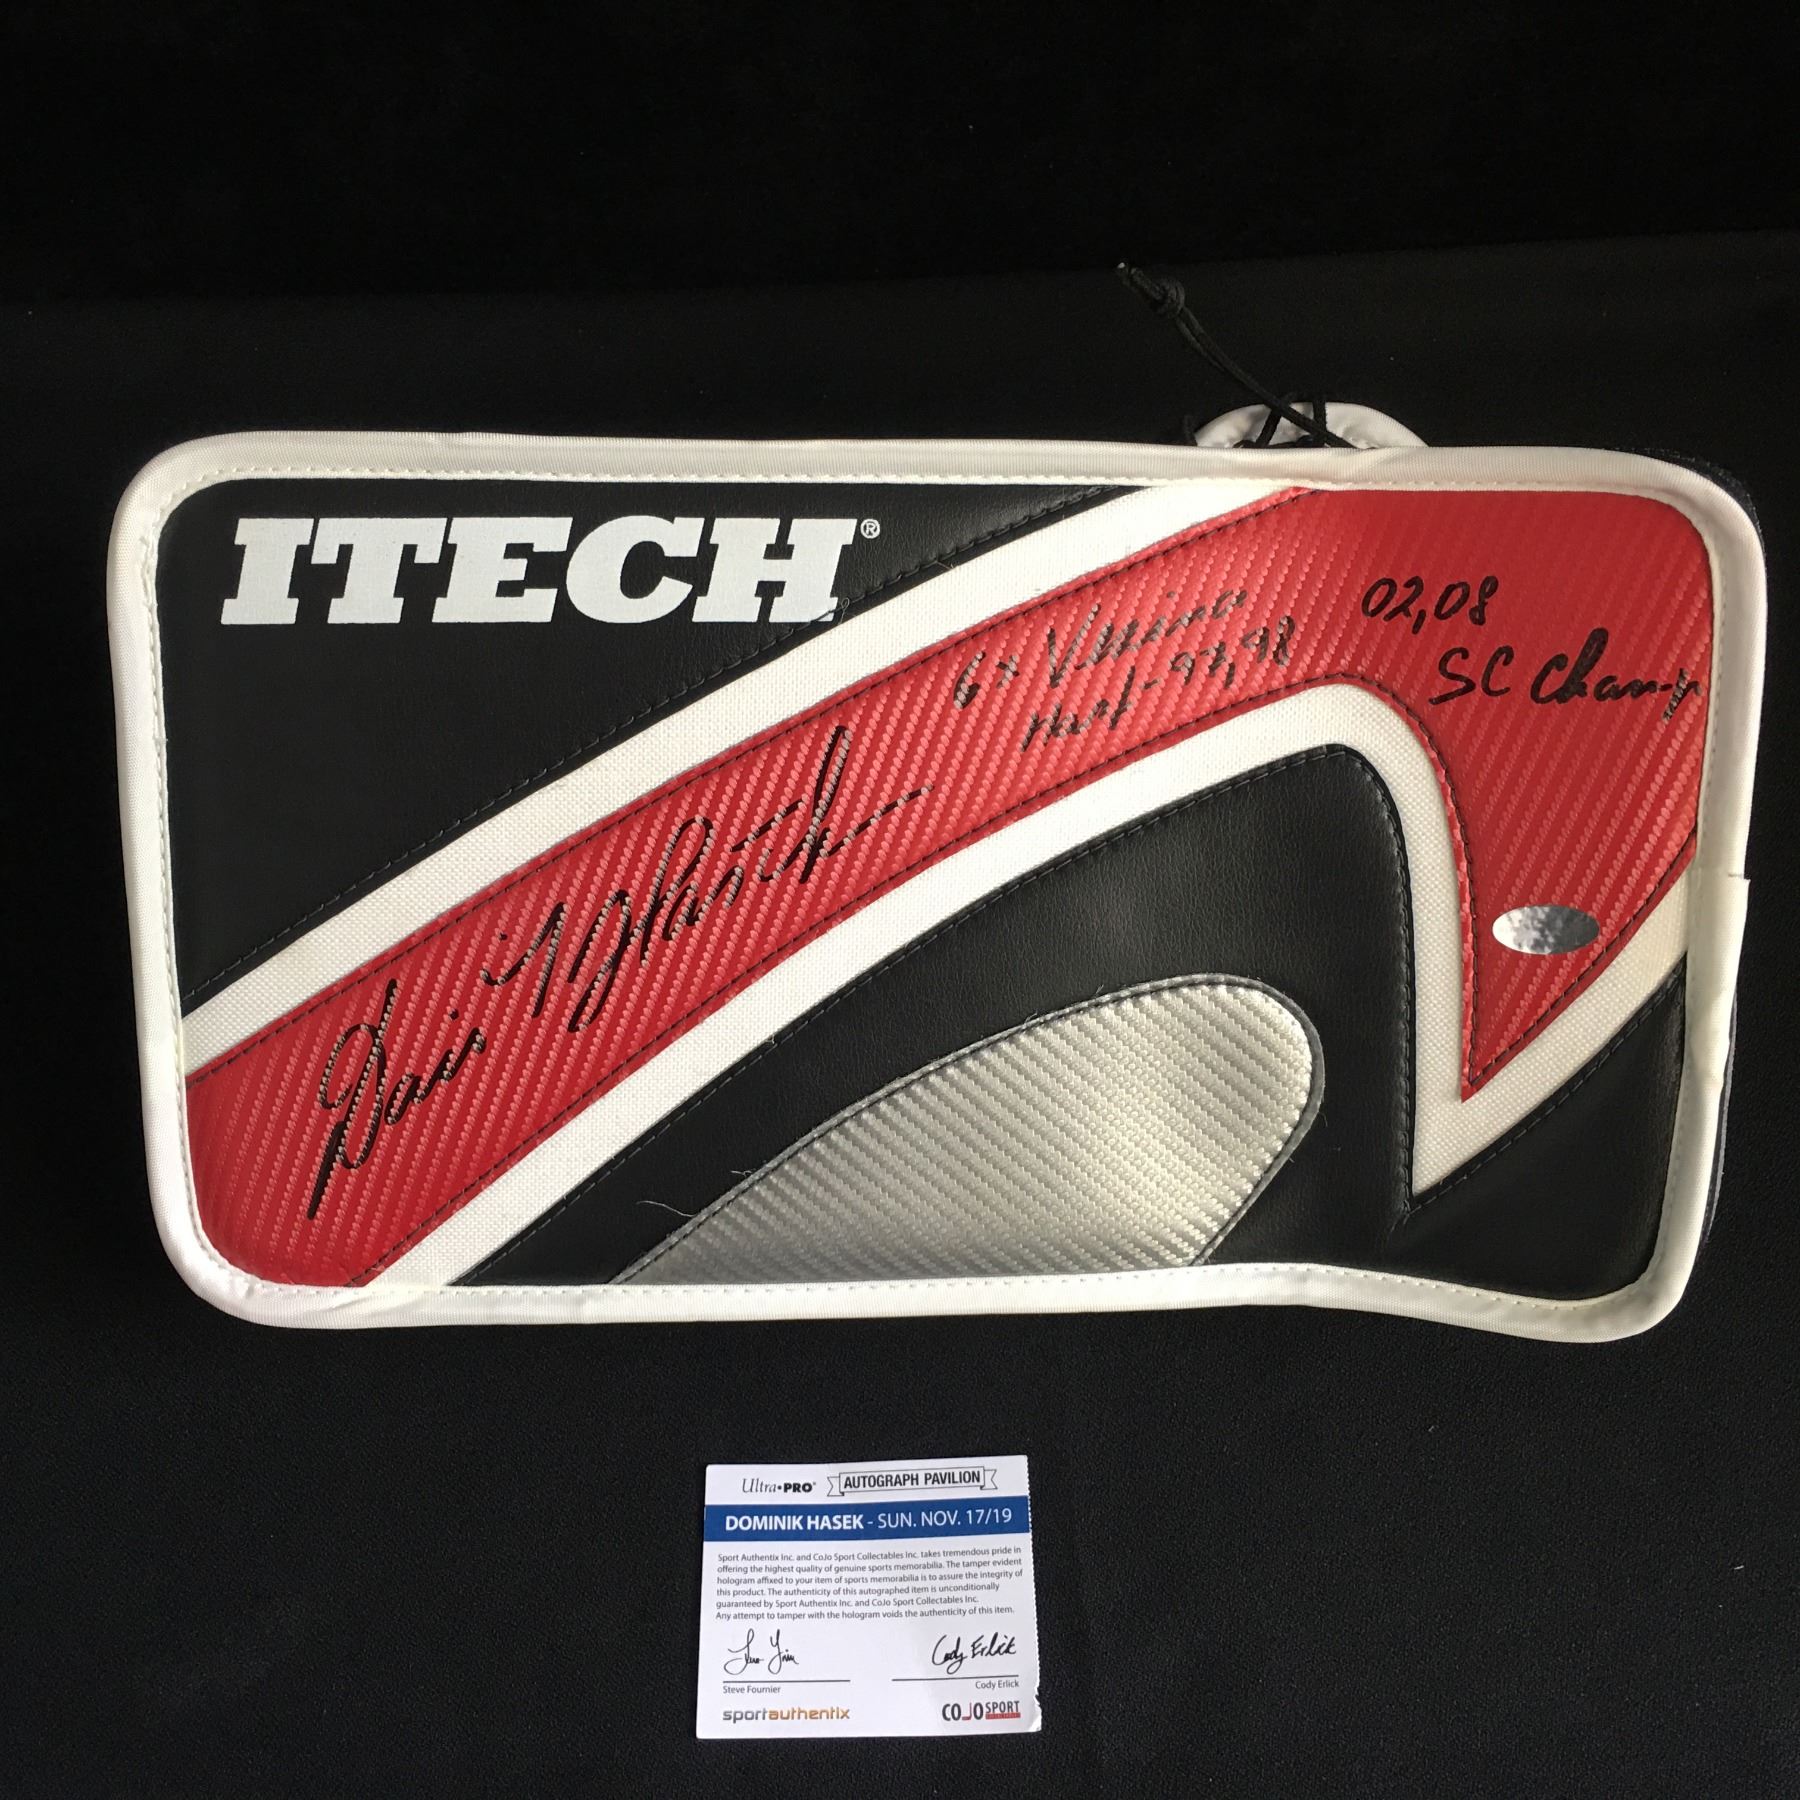 ITECH®
6x Vezina
Hart-97,98
02,08
SC Champ
Dominik Hasek
Ultra•PRO® AUTOGRAPH PAVILION
DOMINIK HASEK - SUN. NOV. 17/19
Sport Authentix Inc. and CoJo Sport Collectables Inc. takes tremendous pride in
offering the highest quality of genuine sports memorabilia. The tamper evident
hologram affixed to your item of sports memorabilia is to assure the integrity of
this product. The authenticity of this autographed item is unconditionally
guaranteed by Sport Authentix Inc. and CoJo Sport Collectables Inc.
Any attempt to tamper with the hologram voids the authenticity of this item.
Cody Erlick
Steve Fournier Cody Erlick
sportauthentix COJO SPORT